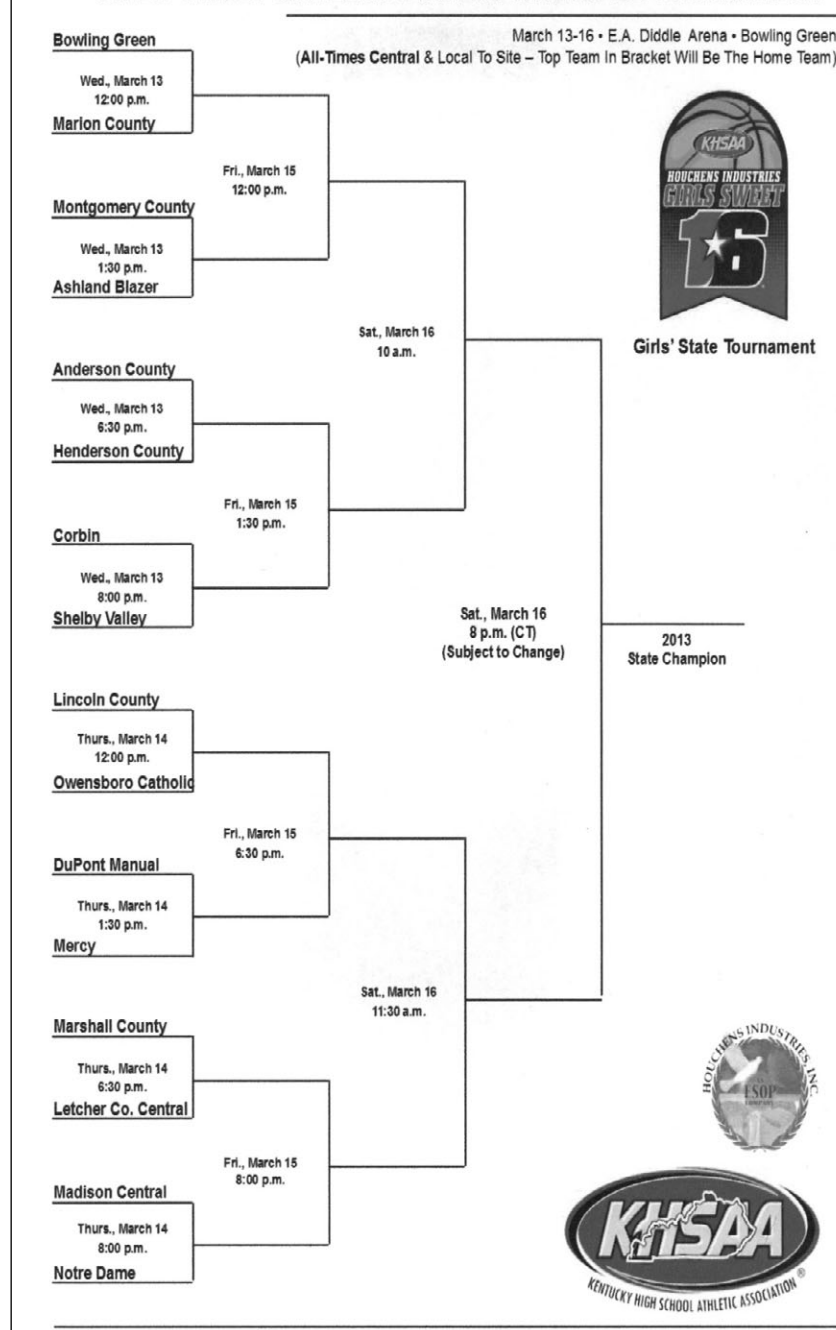 March 13-16 • E.A. Diddle Arena • Bowling Green
(All-Times Central & Local To Site – Top Team In Bracket Will Be The Home Team)
Bowling Green
Wed., March 13
12:00 p.m.
Marion County
Fri., March 15
12:00 p.m.
Montgomery County
Wed., March 13
1:30 p.m.
Ashland Blazer
Sat., March 16
10 a.m.
Anderson County
Wed., March 13
6:30 p.m.
Henderson County
Fri., March 15
1:30 p.m.
Corbin
Wed., March 13
8:00 p.m.
Shelby Valley
KHSAA
HOUCHENS INDUSTRIES
GIRLS SWEET
16
Girls' State Tournament
Sat., March 16
8 p.m. (CT)
(Subject to Change)
2013
State Champion
Lincoln County
Thurs., March 14
12:00 p.m.
Owensboro Catholic
Fri., March 15
6:30 p.m.
DuPont Manual
Thurs., March 14
1:30 p.m.
Mercy
Sat., March 16
11:30 a.m.
Marshall County
Thurs., March 14
6:30 p.m.
Letcher Co. Central
Fri., March 15
8:00 p.m.
Madison Central
Thurs., March 14
8:00 p.m.
Notre Dame
HOUCHENS INDUSTRIES, INC.
ESOP
COMPANY
KHSAA
KENTUCKY HIGH SCHOOL ATHLETIC ASSOCIATION®